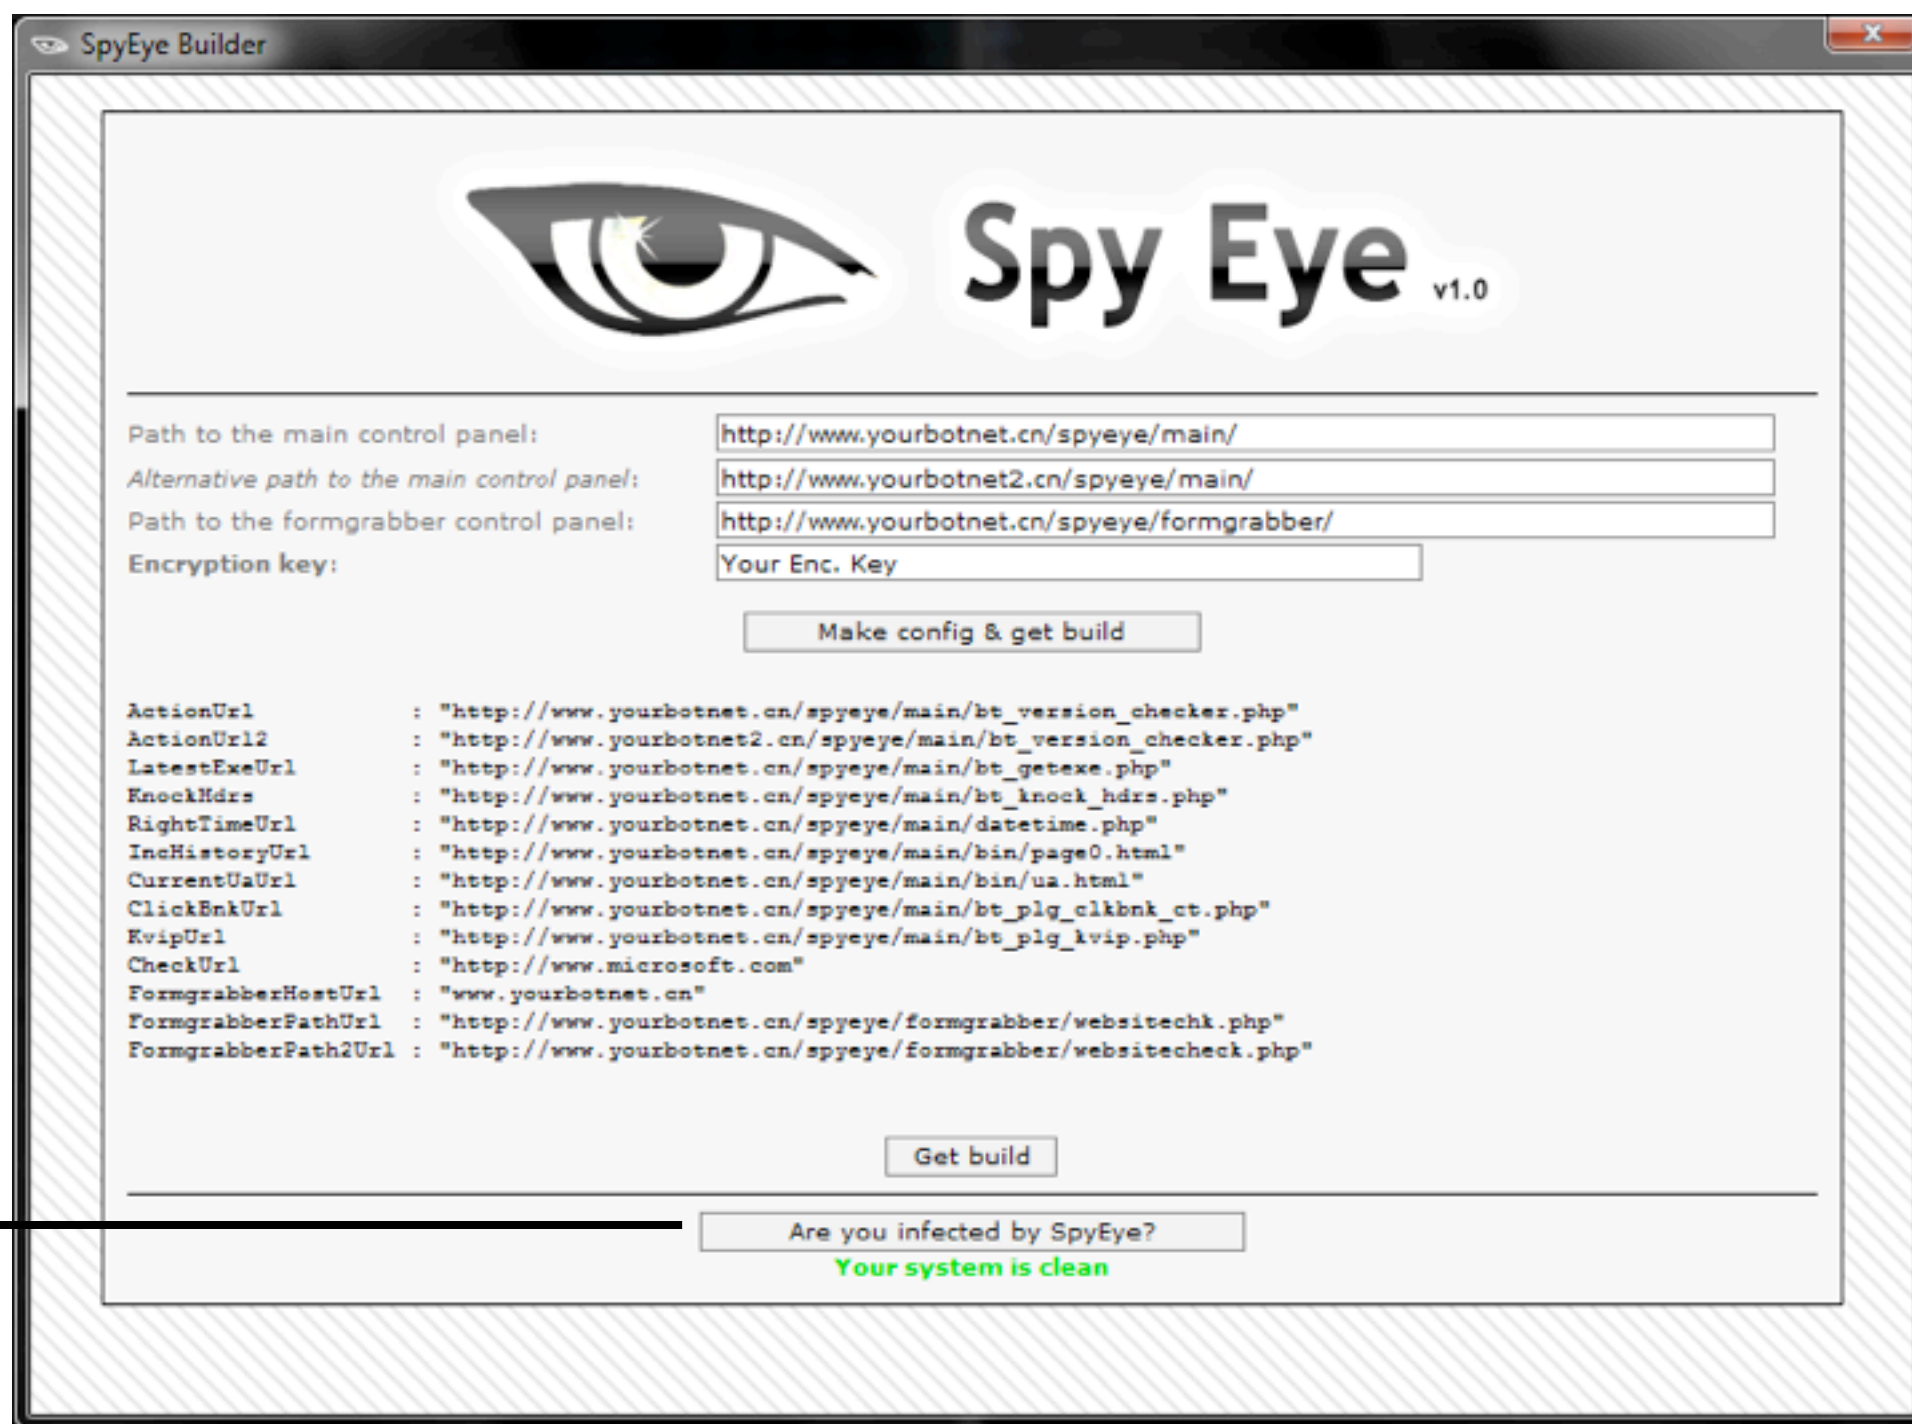 SpyEye Builder
Spy Eye v1.0
Path to the main control panel: http://www.yourbotnet.cn/spyeye/main/
Alternative path to the main control panel: http://www.yourbotnet2.cn/spyeye/main/
Path to the formgrabber control panel: http://www.yourbotnet.cn/spyeye/formgrabber/
Encryption key: Your Enc. Key
Make config & get build
ActionUrl : "http://www.yourbotnet.cn/spyeye/main/bt_version_checker.php"
ActionUrl2 : "http://www.yourbotnet2.cn/spyeye/main/bt_version_checker.php"
LatestExeUrl : "http://www.yourbotnet.cn/spyeye/main/bt_getexe.php"
KnockHdrs : "http://www.yourbotnet.cn/spyeye/main/bt_knock_hdrs.php"
RightTimeUrl : "http://www.yourbotnet.cn/spyeye/main/datetime.php"
IncHistoryUrl : "http://www.yourbotnet.cn/spyeye/main/bin/page0.html"
CurrentUaUrl : "http://www.yourbotnet.cn/spyeye/main/bin/ua.html"
ClickBnkUrl : "http://www.yourbotnet.cn/spyeye/main/bt_plg_clkbnk_ct.php"
KvipUrl : "http://www.yourbotnet.cn/spyeye/main/bt_plg_kvip.php"
CheckUrl : "http://www.microsoft.com"
FormgrabberHostUrl : "www.yourbotnet.cn"
FormgrabberPathUrl : "http://www.yourbotnet.cn/spyeye/formgrabber/websitechk.php"
FormgrabberPath2Url : "http://www.yourbotnet.cn/spyeye/formgrabber/websitecheck.php"
Get build
Are you infected by SpyEye?
Your system is clean